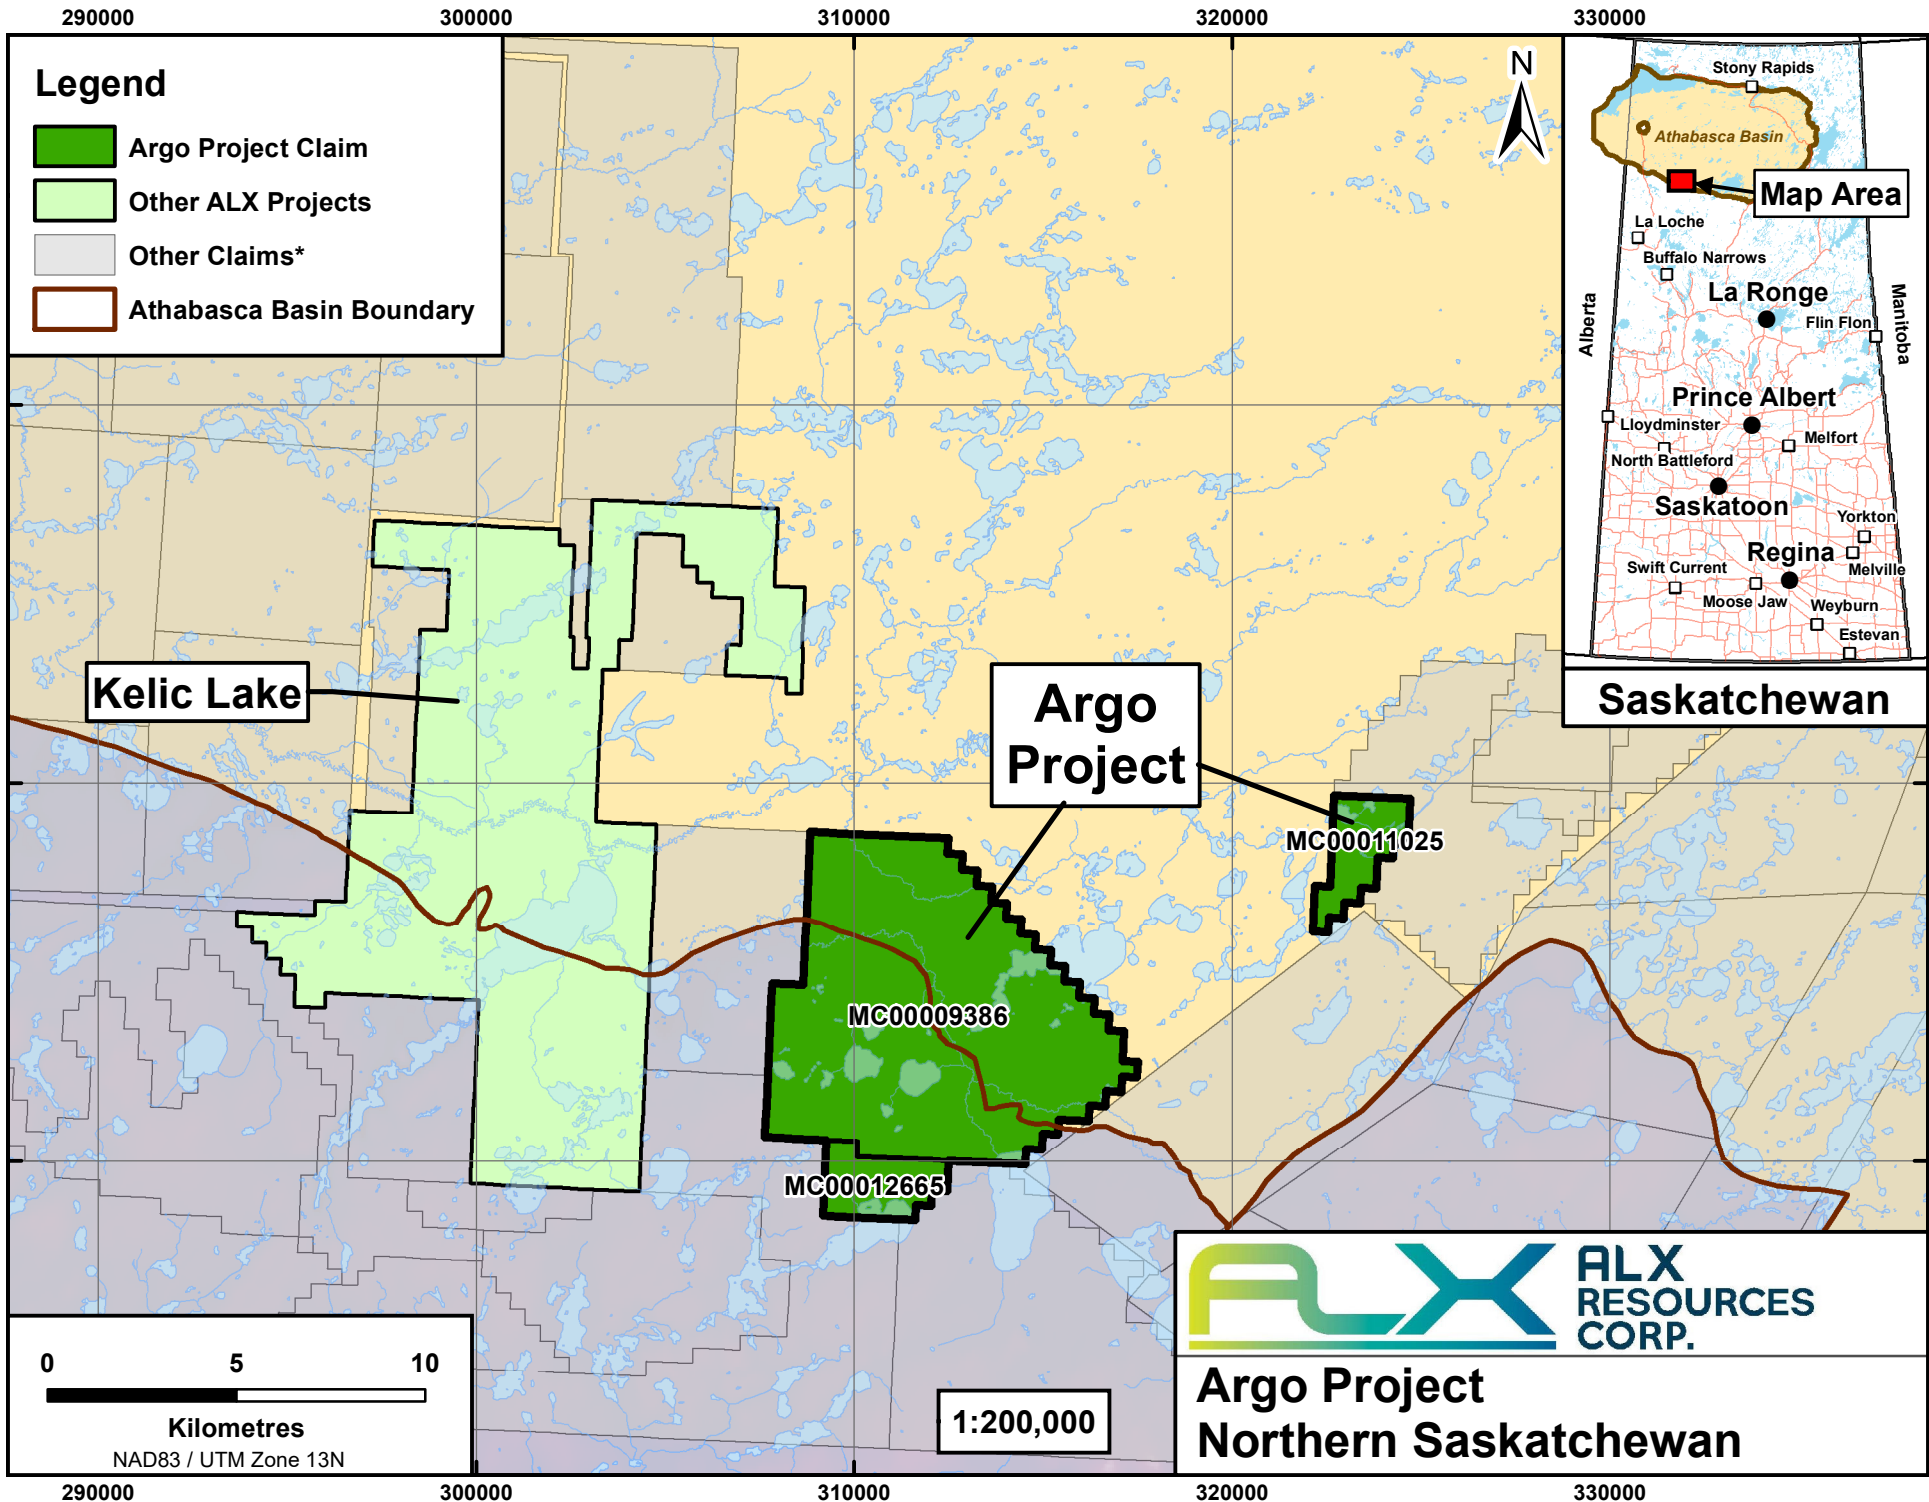 290000
300000
310000
320000
330000
Legend
Argo Project Claim
Other ALX Projects
Other Claims*
Athabasca Basin Boundary
N
Stony Rapids
Athabasca Basin
Map Area
La Loche
Buffalo Narrows
La Ronge
Flin Flon
Alberta
Manitoba
Prince Albert
Lloydminster
Melfort
North Battleford
Saskatoon
Yorkton
Regina
Swift Current
Melville
Moose Jaw
Weyburn
Estevan
Saskatchewan
Kelic Lake
Argo
Project
MC00011025
MC00009386
MC00012665
0 5 10
Kilometres
NAD83 / UTM Zone 13N
1:200,000
ALX
ALX
RESOURCES
CORP.
Argo Project
Northern Saskatchewan
290000
300000
310000
320000
330000